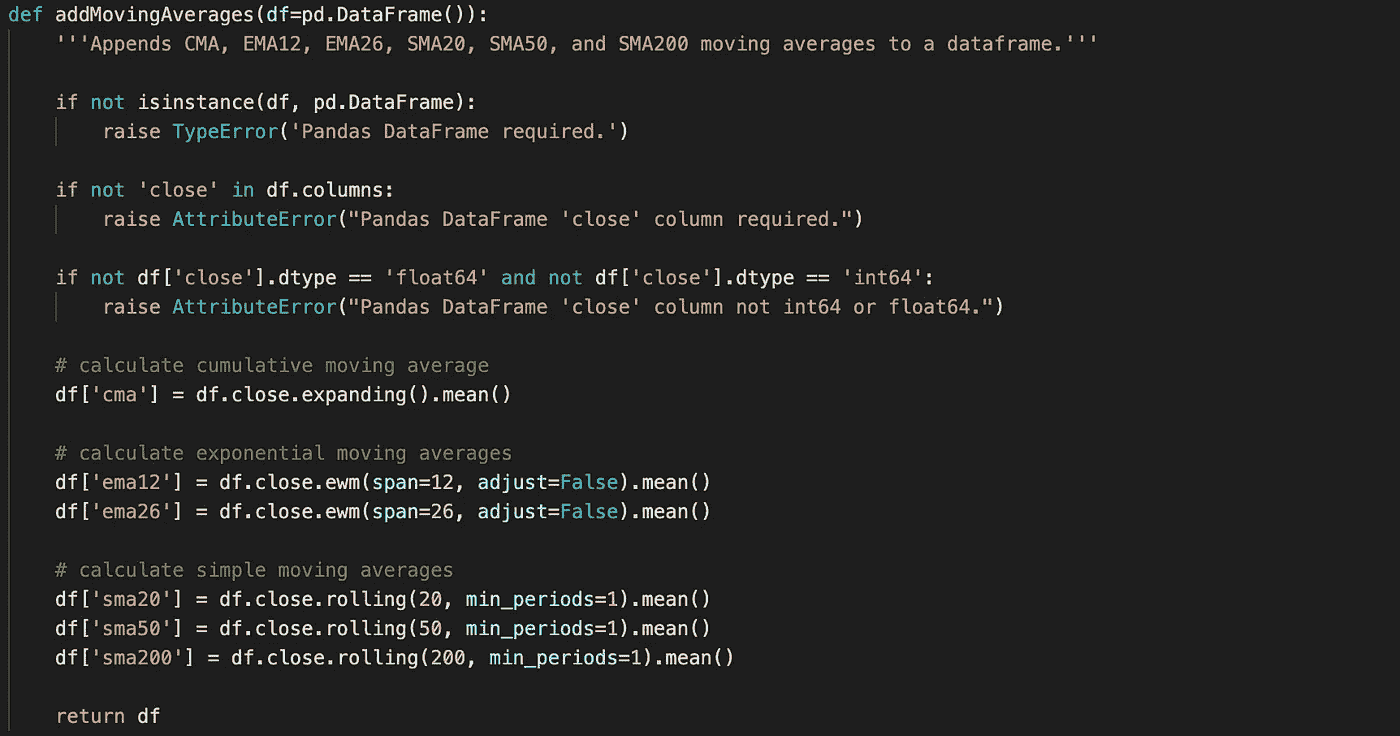 def addMovingAverages(df=pd.DataFrame()):
    '''Appends CMA, EMA12, EMA26, SMA20, SMA50, and SMA200 moving averages to a dataframe.'''
    if not isinstance(df, pd.DataFrame):
        raise TypeError('Pandas DataFrame required.')
    if not 'close' in df.columns:
        raise AttributeError("Pandas DataFrame 'close' column required.")
    if not df['close'].dtype == 'float64' and not df['close'].dtype == 'int64':
        raise AttributeError("Pandas DataFrame 'close' column not int64 or float64.")
    # calculate cumulative moving average
    df['cma'] = df.close.expanding().mean()
    # calculate exponential moving averages
    df['ema12'] = df.close.ewm(span=12, adjust=False).mean()
    df['ema26'] = df.close.ewm(span=26, adjust=False).mean()
    # calculate simple moving averages
    df['sma20'] = df.close.rolling(20, min_periods=1).mean()
    df['sma50'] = df.close.rolling(50, min_periods=1).mean()
    df['sma200'] = df.close.rolling(200, min_periods=1).mean()
    return df